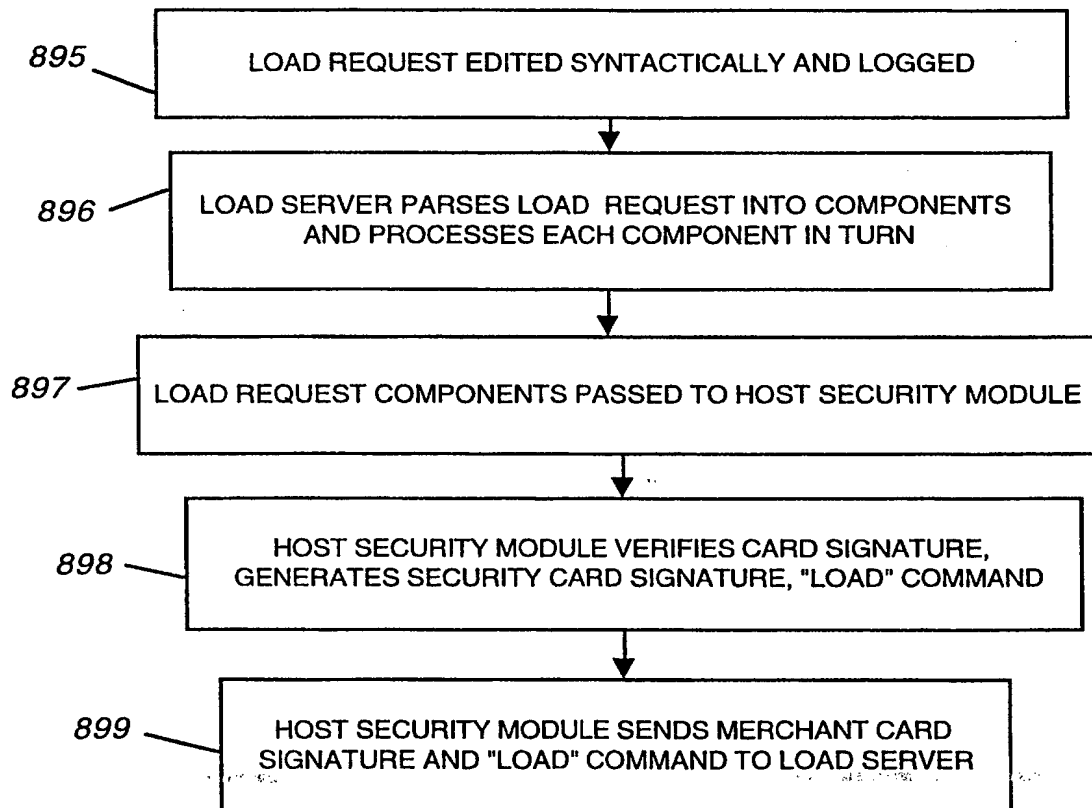 895
LOAD REQUEST EDITED SYNTACTICALLY AND LOGGED
896
LOAD SERVER PARSES LOAD REQUEST INTO COMPONENTS
AND PROCESSES EACH COMPONENT IN TURN
897
LOAD REQUEST COMPONENTS PASSED TO HOST SECURITY MODULE
898
HOST SECURITY MODULE VERIFIES CARD SIGNATURE,
GENERATES SECURITY CARD SIGNATURE, "LOAD" COMMAND
899
HOST SECURITY MODULE SENDS MERCHANT CARD
SIGNATURE AND "LOAD" COMMAND TO LOAD SERVER